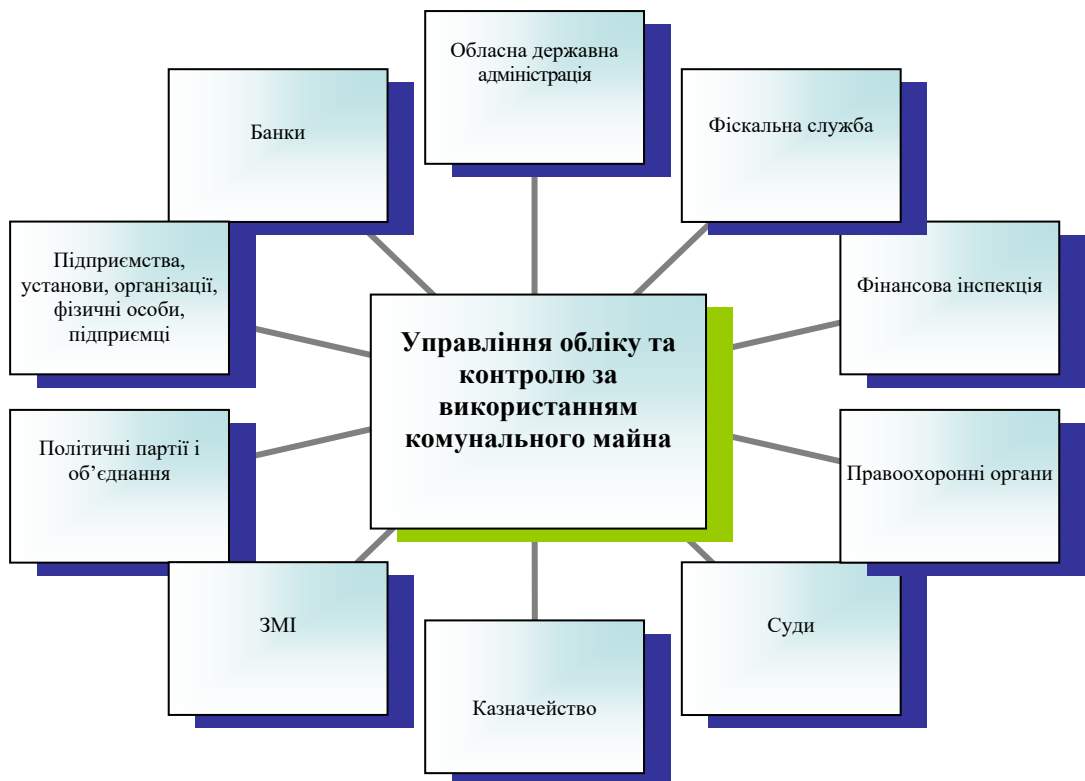 Обласна державна
адміністрація
Банки
Фіскальна служба
Підприємства,
установи, організації,
фізичні особи,
підприємці
Фінансова інспекція
Управління обліку та
контролю за
використанням
комунального майна
Політичні партії і
об’єднання
Правоохоронні органи
ЗМІ
Суди
Казначейство